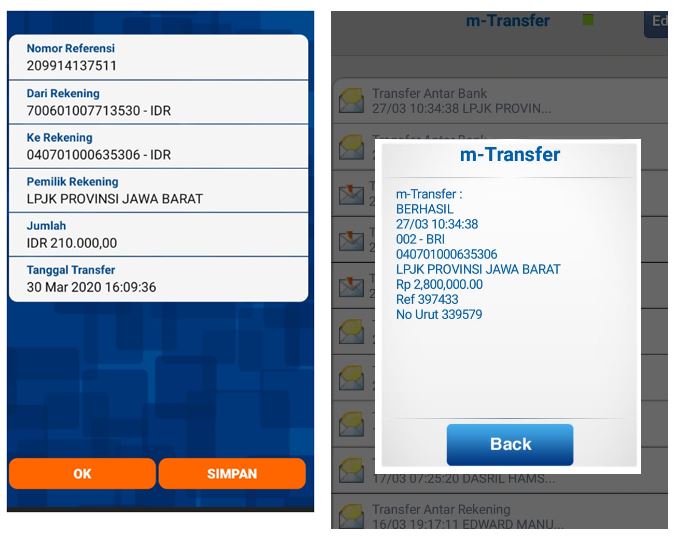 Nomor Referensi
209914137511
Dari Rekening
700601007713530 - IDR
Ke Rekening
040701000635306 - IDR
Pemilik Rekening
LPJK PROVINSI JAWA BARAT
Jumlah
IDR 210.000,00
Tanggal Transfer
30 Mar 2020 16:09:36
OK
SIMPAN
m-Transfer
Ed
Transfer Antar Bank
27/03 10:34:38 LPJK PROVIN...
Transfer Antar Bank
m-Transfer
m-Transfer :
BERHASIL
27/03 10:34:38
002 - BRI
040701000635306
LPJK PROVINSI JAWA BARAT
Rp 2,800,000.00
Ref 397433
No Urut 339579
Back
17/03 07:25:20 DASRIL HAMS...
Transfer Antar Rekening
16/03 19:17:11 EDWARD MANU...